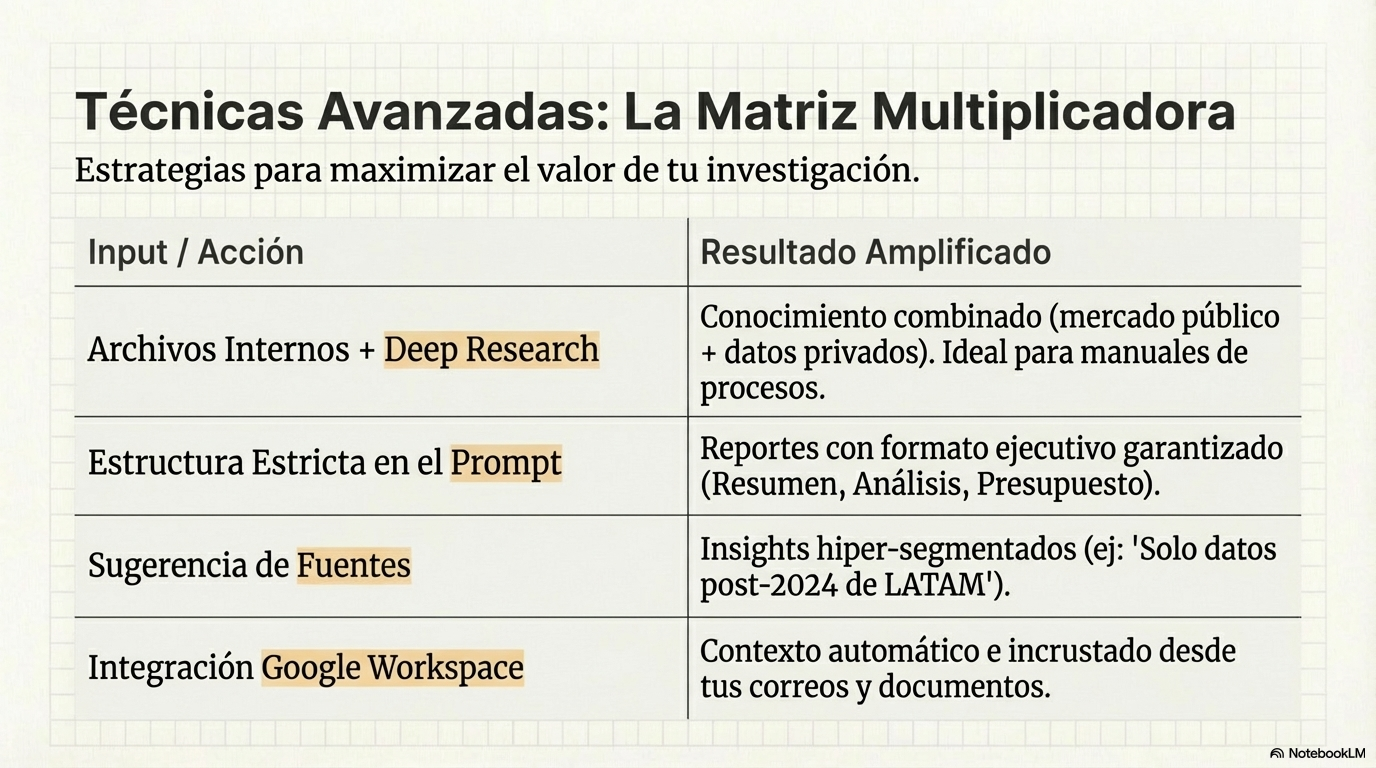 Técnicas Avanzadas: La Matriz Multiplicadora
Estrategias para maximizar el valor de tu investigación.
Input / Acción
Resultado Amplificado
Archivos Internos + Deep Research
Conocimiento combinado (mercado público
+ datos privados). Ideal para manuales de
procesos.
Estructura Estricta en el Prompt
Reportes con formato ejecutivo garantizado
(Resumen, Análisis, Presupuesto).
Sugerencia de Fuentes
Insights hiper-segmentados (ej: 'Solo datos
post-2024 de LATAM').
Integración Google Workspace
Contexto automático e incrustado desde
tus correos y documentos.
NotebookLM